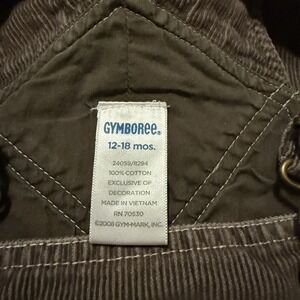 GYMBOREE®
12-18 mos.
24059/8294
100% COTTON
EXCLUSIVE OF
DECORATION
MADE IN VIETNAM
RN 70530
©2008 GYM-MARK, INC.